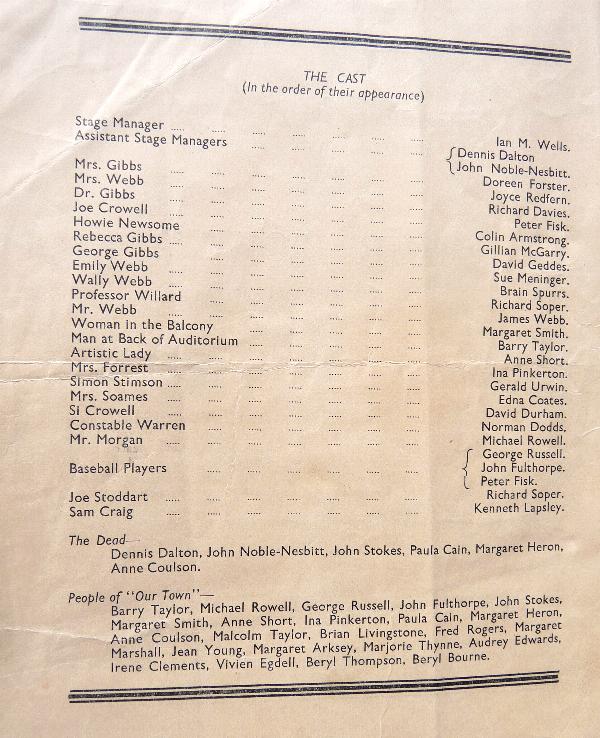 THE CAST
(In the order of their appearance)
Stage Manager .... .... .... .... .... .... Ian M. Wells.
Assistant Stage Managers .... .... .... .... { Dennis Dalton
John Noble-Nesbitt.
Mrs. Gibbs .... .... .... .... .... .... Doreen Forster.
Mrs. Webb .... .... .... .... .... .... Joyce Redfern.
Dr. Gibbs .... .... .... .... .... .... Richard Davies.
Joe Crowell .... .... .... .... .... .... Peter Fisk.
Howie Newsome .... .... .... .... .... Colin Armstrong.
Rebecca Gibbs .... .... .... .... .... .... Gillian McGarry.
George Gibbs .... .... .... .... .... .... David Geddes.
Emily Webb .... .... .... .... .... .... Sue Meninger.
Wally Webb .... .... .... .... .... .... Brain Spurrs.
Professor Willard .... .... .... .... .... Richard Soper.
Mr. Webb .... .... .... .... .... .... James Webb.
Woman in the Balcony .... .... .... .... Margaret Smith.
Man at Back of Auditorium .... .... .... .... Barry Taylor.
Artistic Lady .... .... .... .... .... .... Anne Short.
Mrs. Forrest .... .... .... .... .... .... Ina Pinkerton.
Simon Stimson .... .... .... .... .... .... Gerald Urwin.
Mrs. Soames .... .... .... .... .... .... Edna Coates.
Si Crowell .... .... .... .... .... .... David Durham.
Constable Warren .... .... .... .... .... Norman Dodds.
Mr. Morgan .... .... .... .... .... .... Michael Rowell.
George Russell.
Baseball Players .... .... .... .... .... { John Fulthorpe.
Peter Fisk.
Joe Stoddart .... .... .... .... .... .... Richard Soper.
Sam Craig .... .... .... .... .... .... Kenneth Lapsley.
The Dead—
Dennis Dalton, John Noble-Nesbitt, John Stokes, Paula Cain, Margaret Heron,
Anne Coulson.
People of "Our Town"—
Barry Taylor, Michael Rowell, George Russell, John Fulthorpe, John Stokes,
Margaret Smith, Anne Short, Ina Pinkerton, Paula Cain, Margaret Heron,
Anne Coulson, Malcolm Taylor, Brian Livingstone, Fred Rogers, Margaret
Marshall, Jean Young, Margaret Arksey, Marjorie Thynne, Audrey Edwards,
Irene Clements, Vivien Egdell, Beryl Thompson, Beryl Bourne.